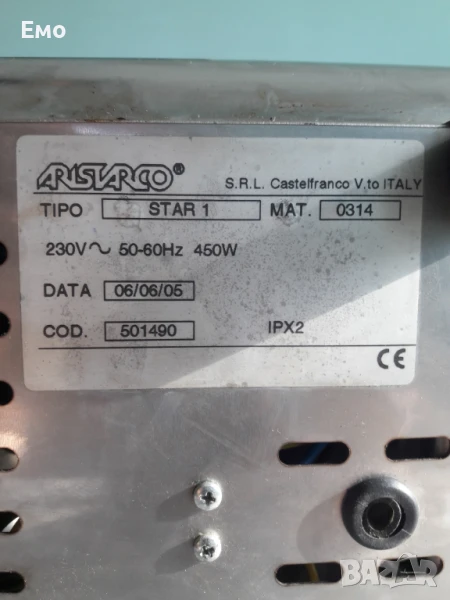 Емо
ARISTARCO®
S.R.L. Castelfranco V.to ITALY
TIPO STAR 1 MAT. 0314
230V~ 50-60Hz 450W
DATA 06/06/05
COD. 501490 IPX2
CE
BAZAR